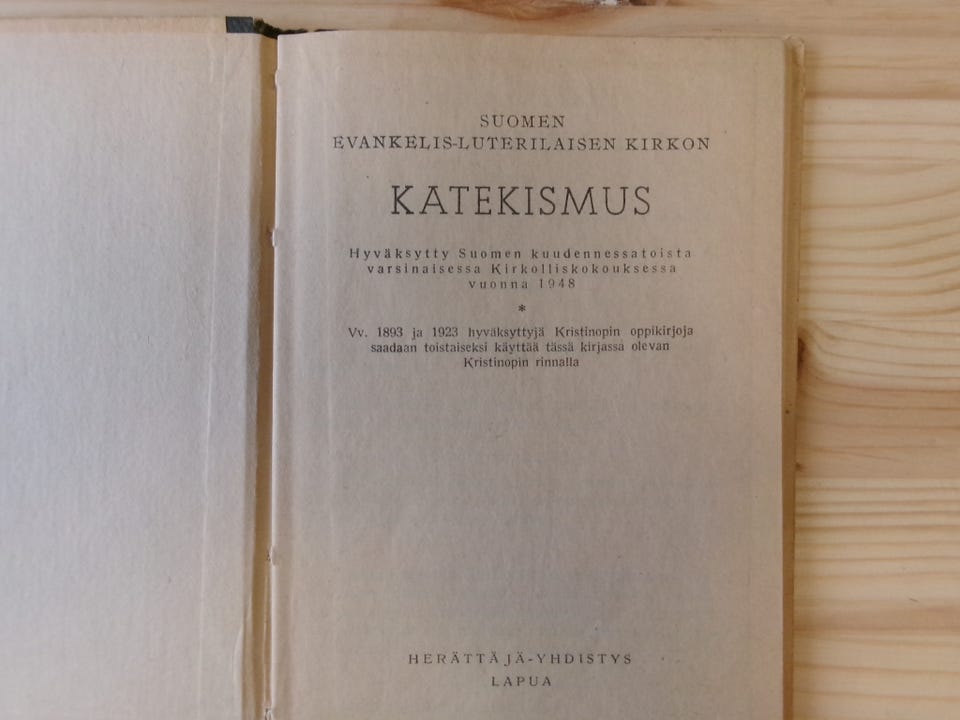 SUOMEN
EVANKELIS-LUTERILAISEN KIRKON
KATEKISMUS
Hyväksytty Suomen kuudennessatoista
varsinaisessa Kirkolliskokouksessa
vuonna 1948
*
Vv. 1893 ja 1923 hyväksyttyjä Kristinopin oppikirjoja
saadaan toistaiseksi käyttää tässä kirjassa olevan
Kristinopin rinnalla
HERÄTTÄJÄ-YHDISTYS
LAPUA